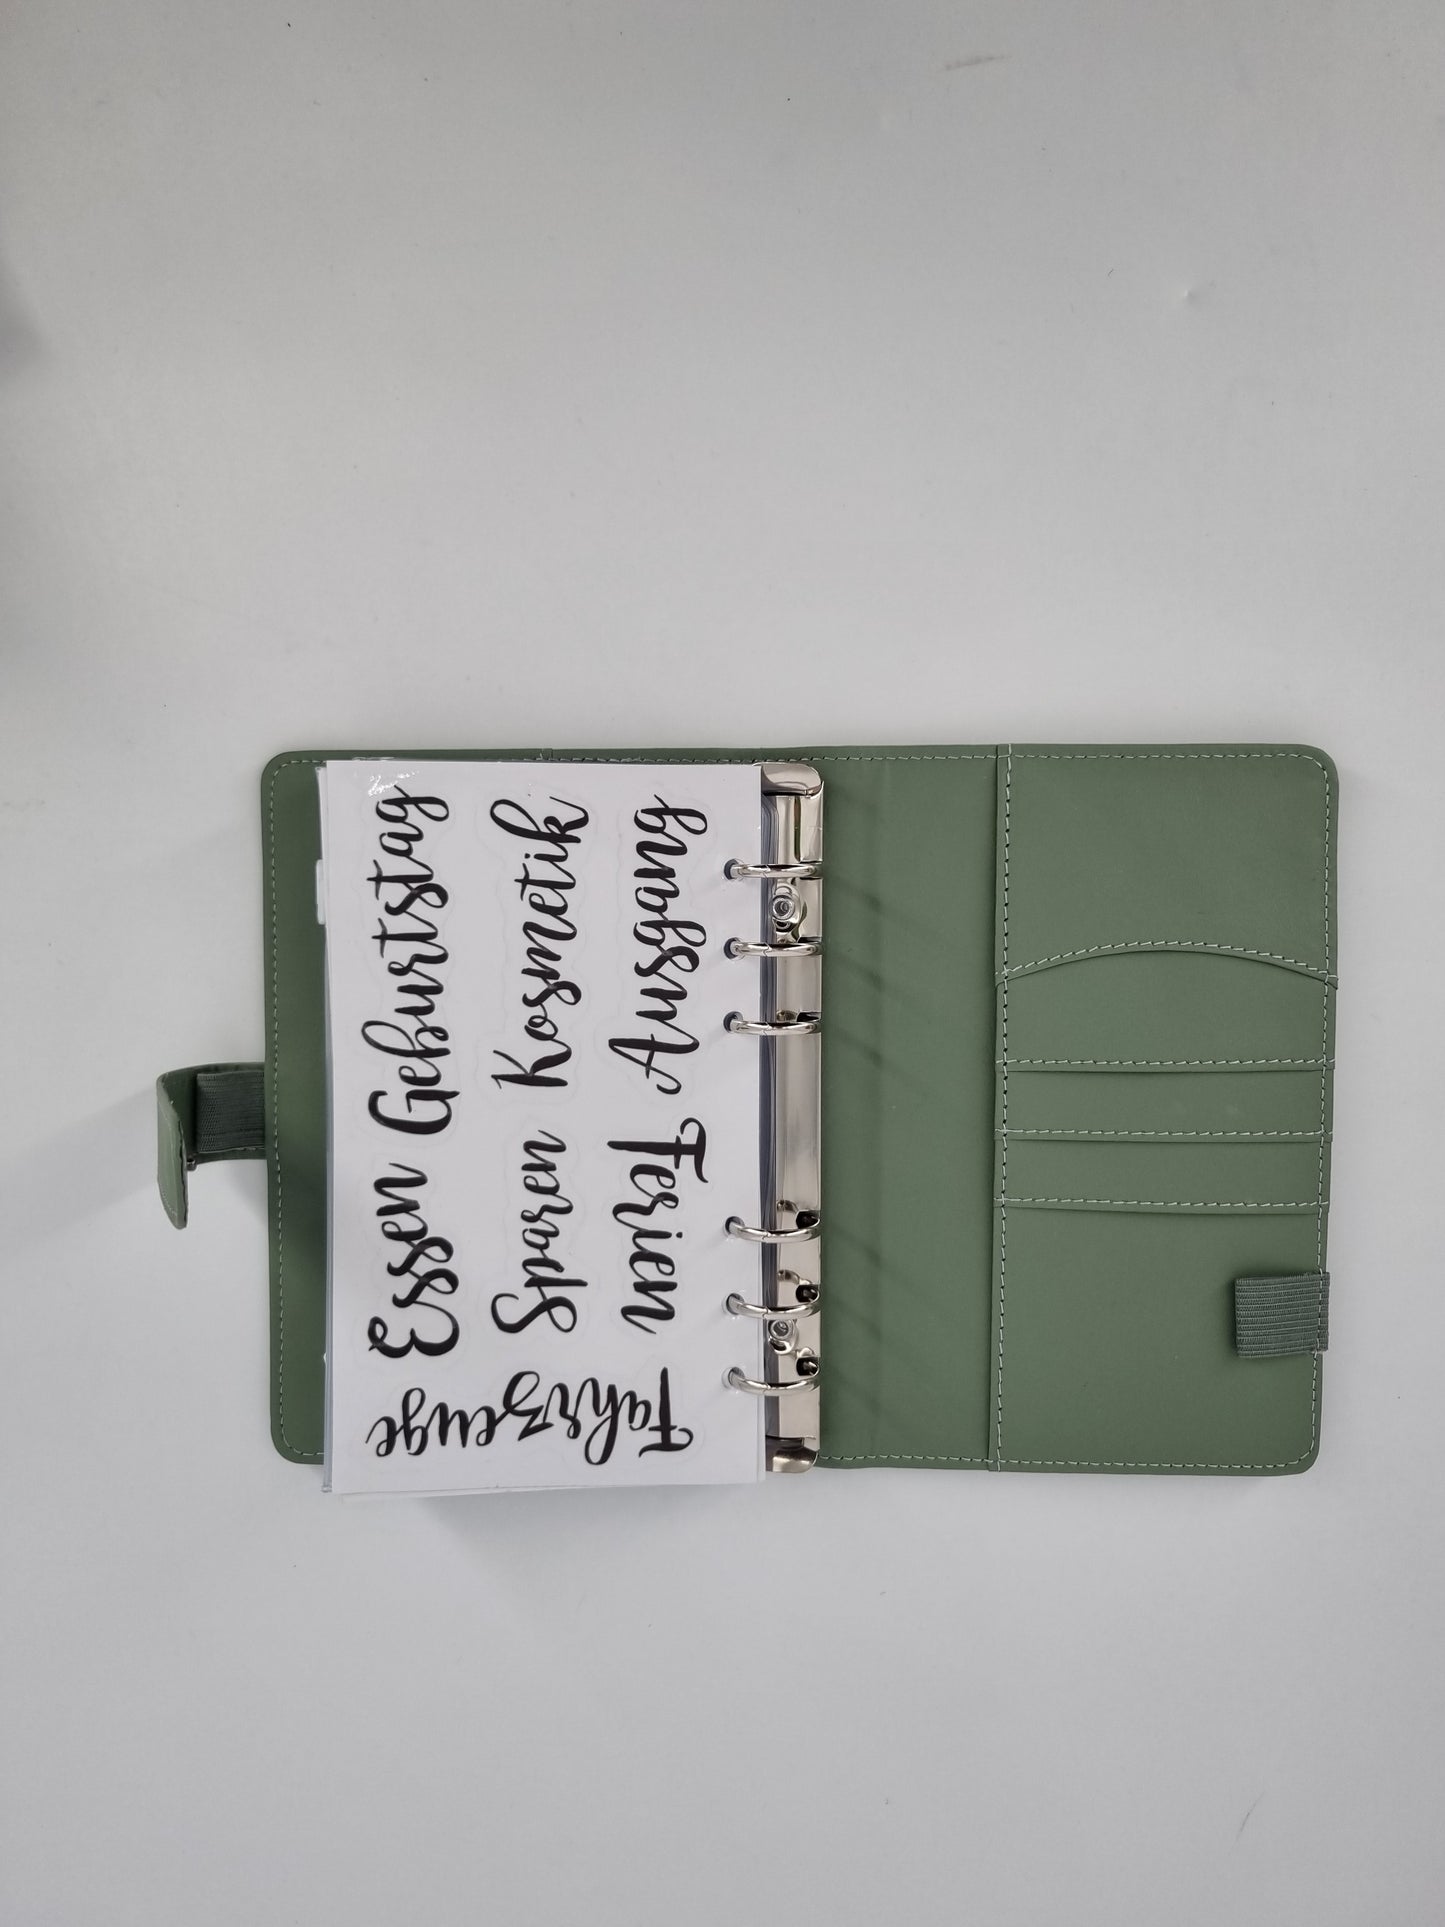 Essen Geburtstag
Sparen Kosmetik
Ferien Ausgang
Fahrzeuge